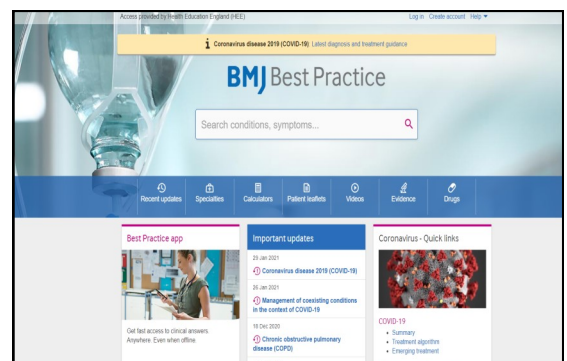 Access provided by Health Education England (HEE)
Log in Create account Help
Coronavirus disease 2019 (COVID-19) Latest diagnosis and treatment guidance
BMJ Best Practice
Search conditions, symptoms...
Recent updates
Specialties
Calculators
Patient leaflets
Videos
Evidence
Drugs
Best Practice app
Get fast access to clinical answers.
Anywhere. Even when offline.
Important updates
29 Jan 2021
Coronavirus disease 2019 (COVID-19)
26 Jan 2021
Management of coexisting conditions
in the context of COVID-19
18 Dec 2020
Chronic obstructive pulmonary
disease (COPD)
Coronavirus - Quick links
COVID-19
• Summary
• Treatment algorithm
• Emerging treatment